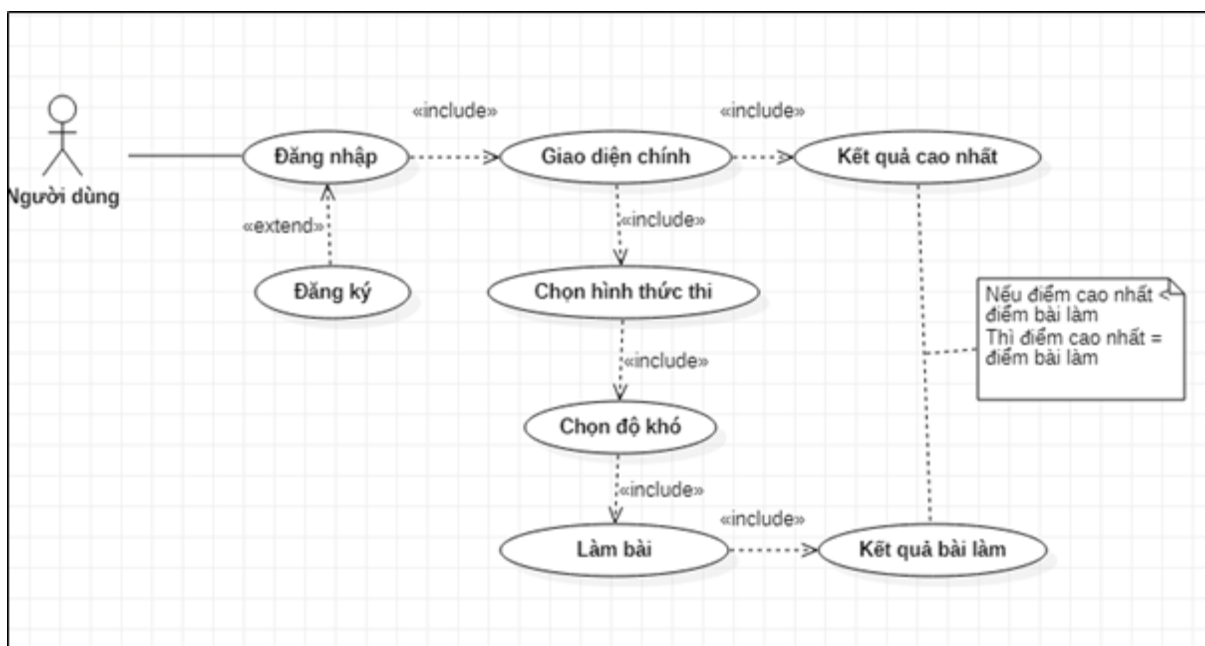 «include»
«include»
Đăng nhập
Giao diện chính
Kết quả cao nhất
Người dùng
«extend»
«include»
Đăng ký
Chọn hình thức thi
Nếu điểm cao nhất <
điểm bài làm
Thì điểm cao nhất =
điểm bài làm
«include»
Chọn độ khó
«include»
«include»
Làm bài
Kết quả bài làm